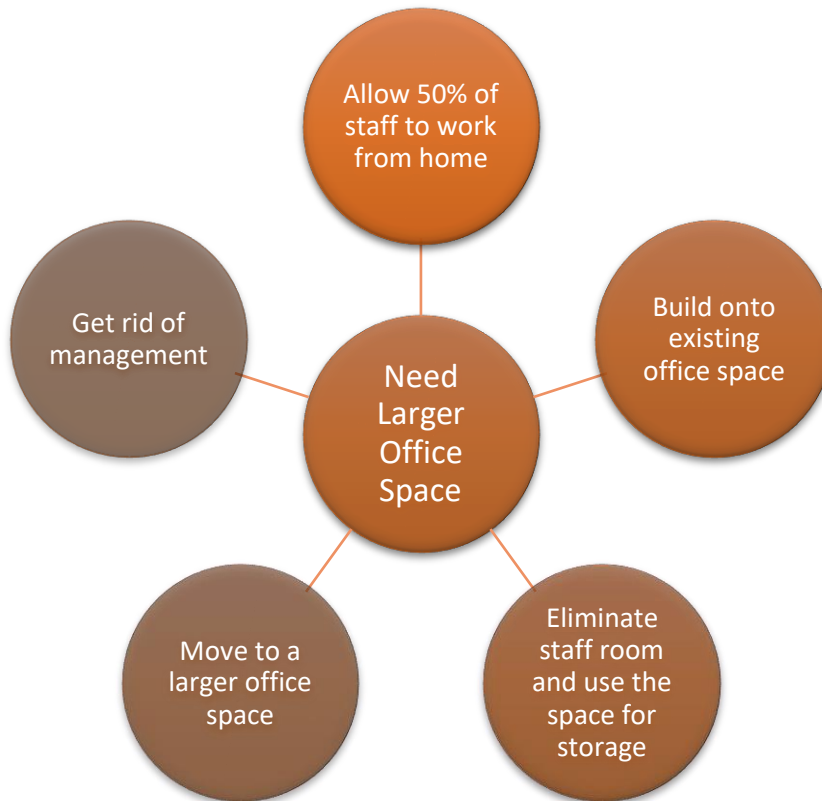 Allow 50% of
staff to work
from home
Build onto
existing
office space
Eliminate
staff room
and use the
space for
storage
Move to a
larger office
space
Get rid of
management
Need
Larger
Office
Space